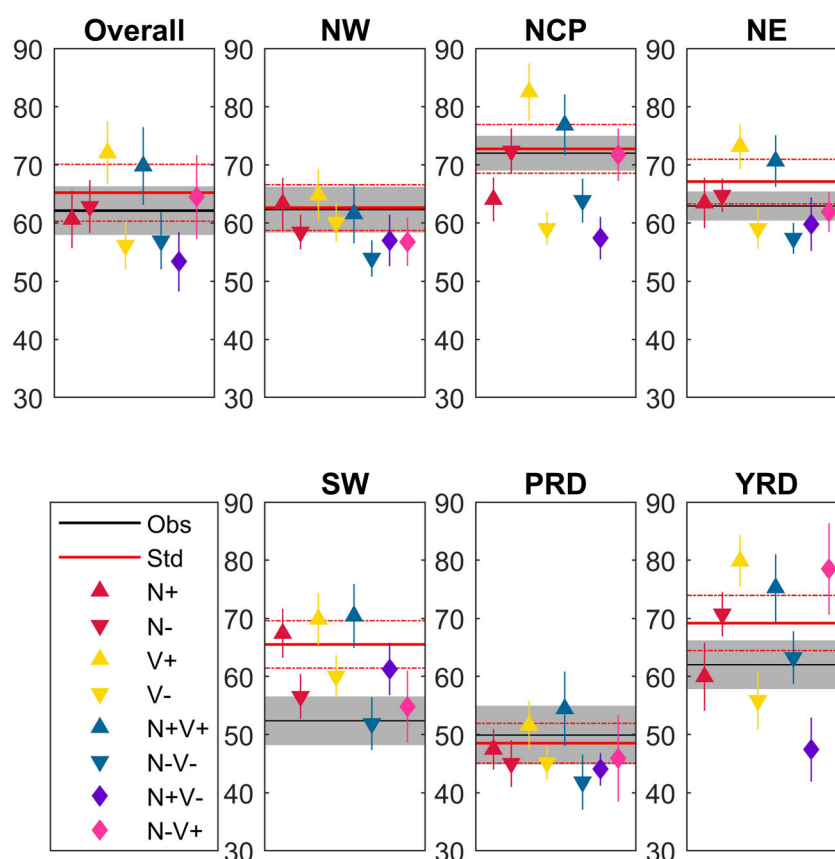 Overall NW NCP NE
90 90 90 90
80 80 80 80
70 70 70 70
60 60 60 60
50 50 50 50
40 40 40 40
30 30 30 30
SW PRD YRD
90 90 90
80 80 80
70 70 70
60 60 60
50 50 50
40 40 40
30 30 30
Obs
Std
N+
N-
V+
V-
N+V+
N-V-
N+V-
N-V+